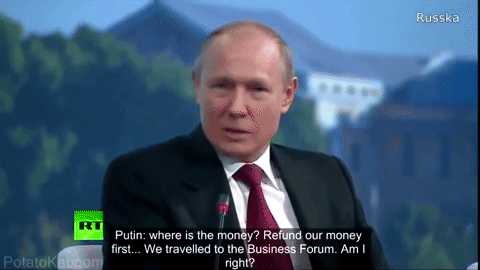 Russka
RT
Putin: where is the money? Refund our money
first... We travelled to the Business Forum. Am I
right?
PotatoKaboom